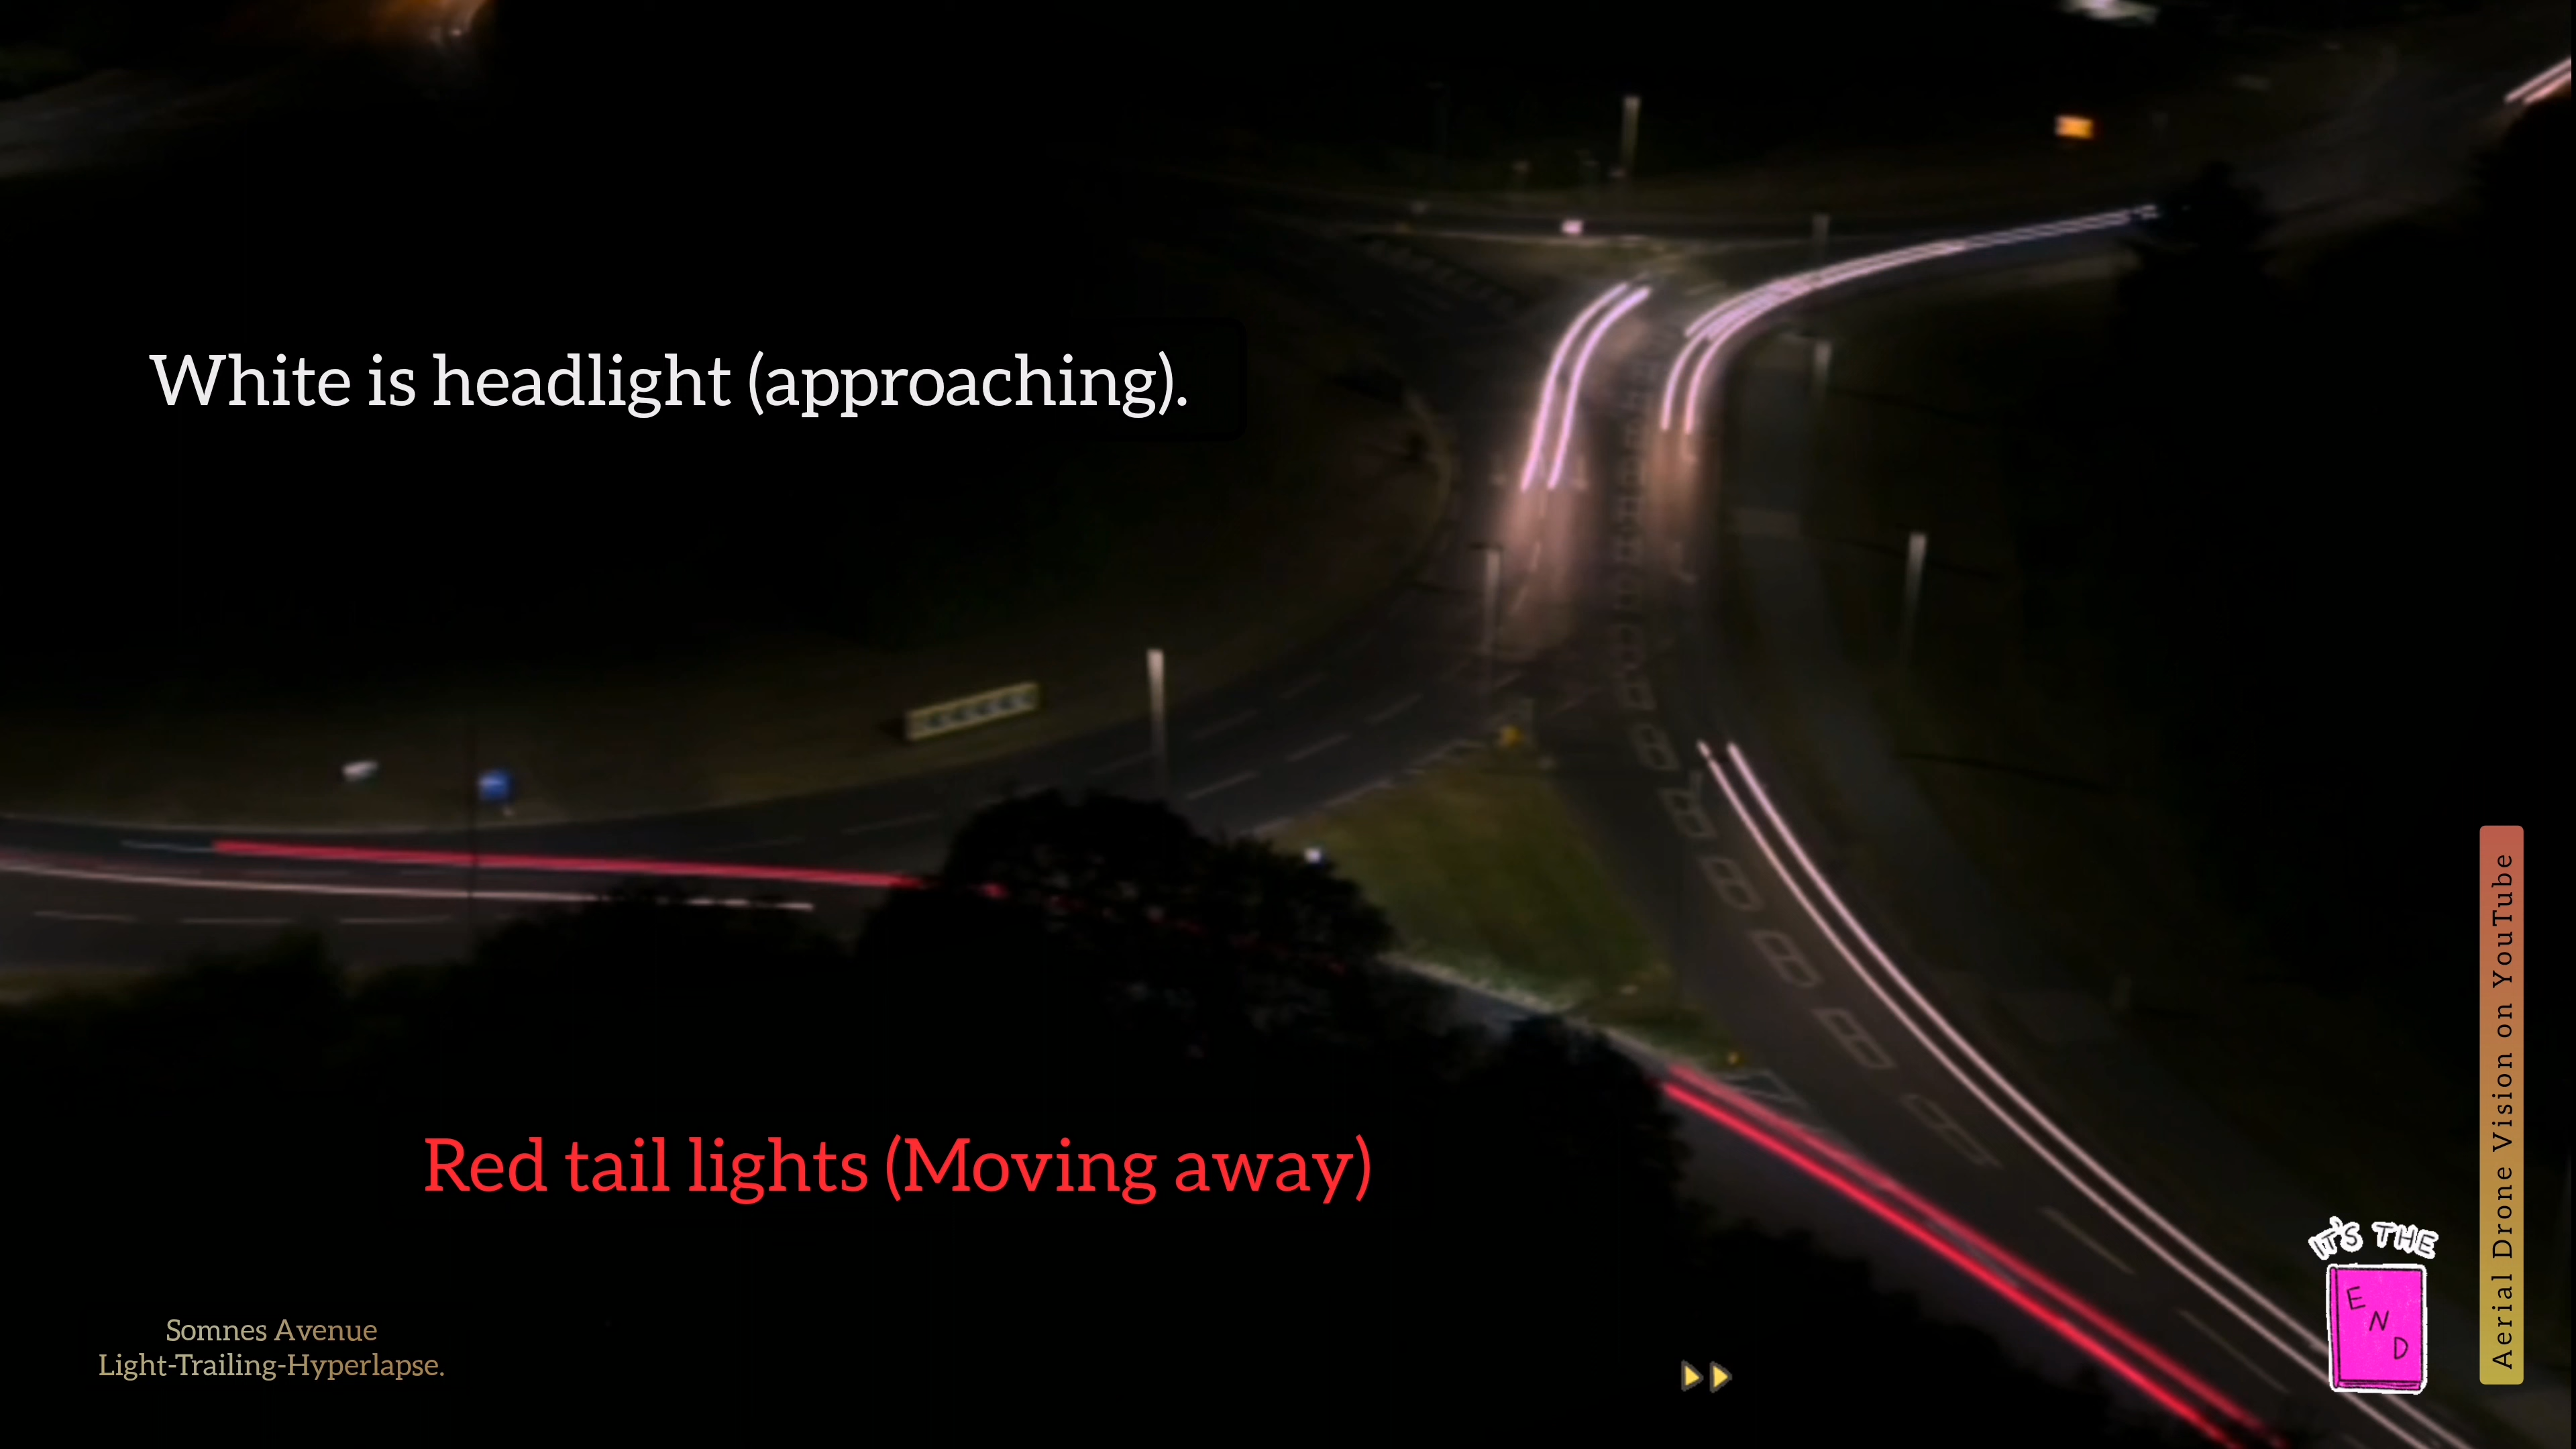 White is headlight (approaching).
Red tail lights (Moving away)
Somnes Avenue
Light-Trailing-Hyperlapse.
IT'S THE
END
Aerial Drone Vision on YouTube